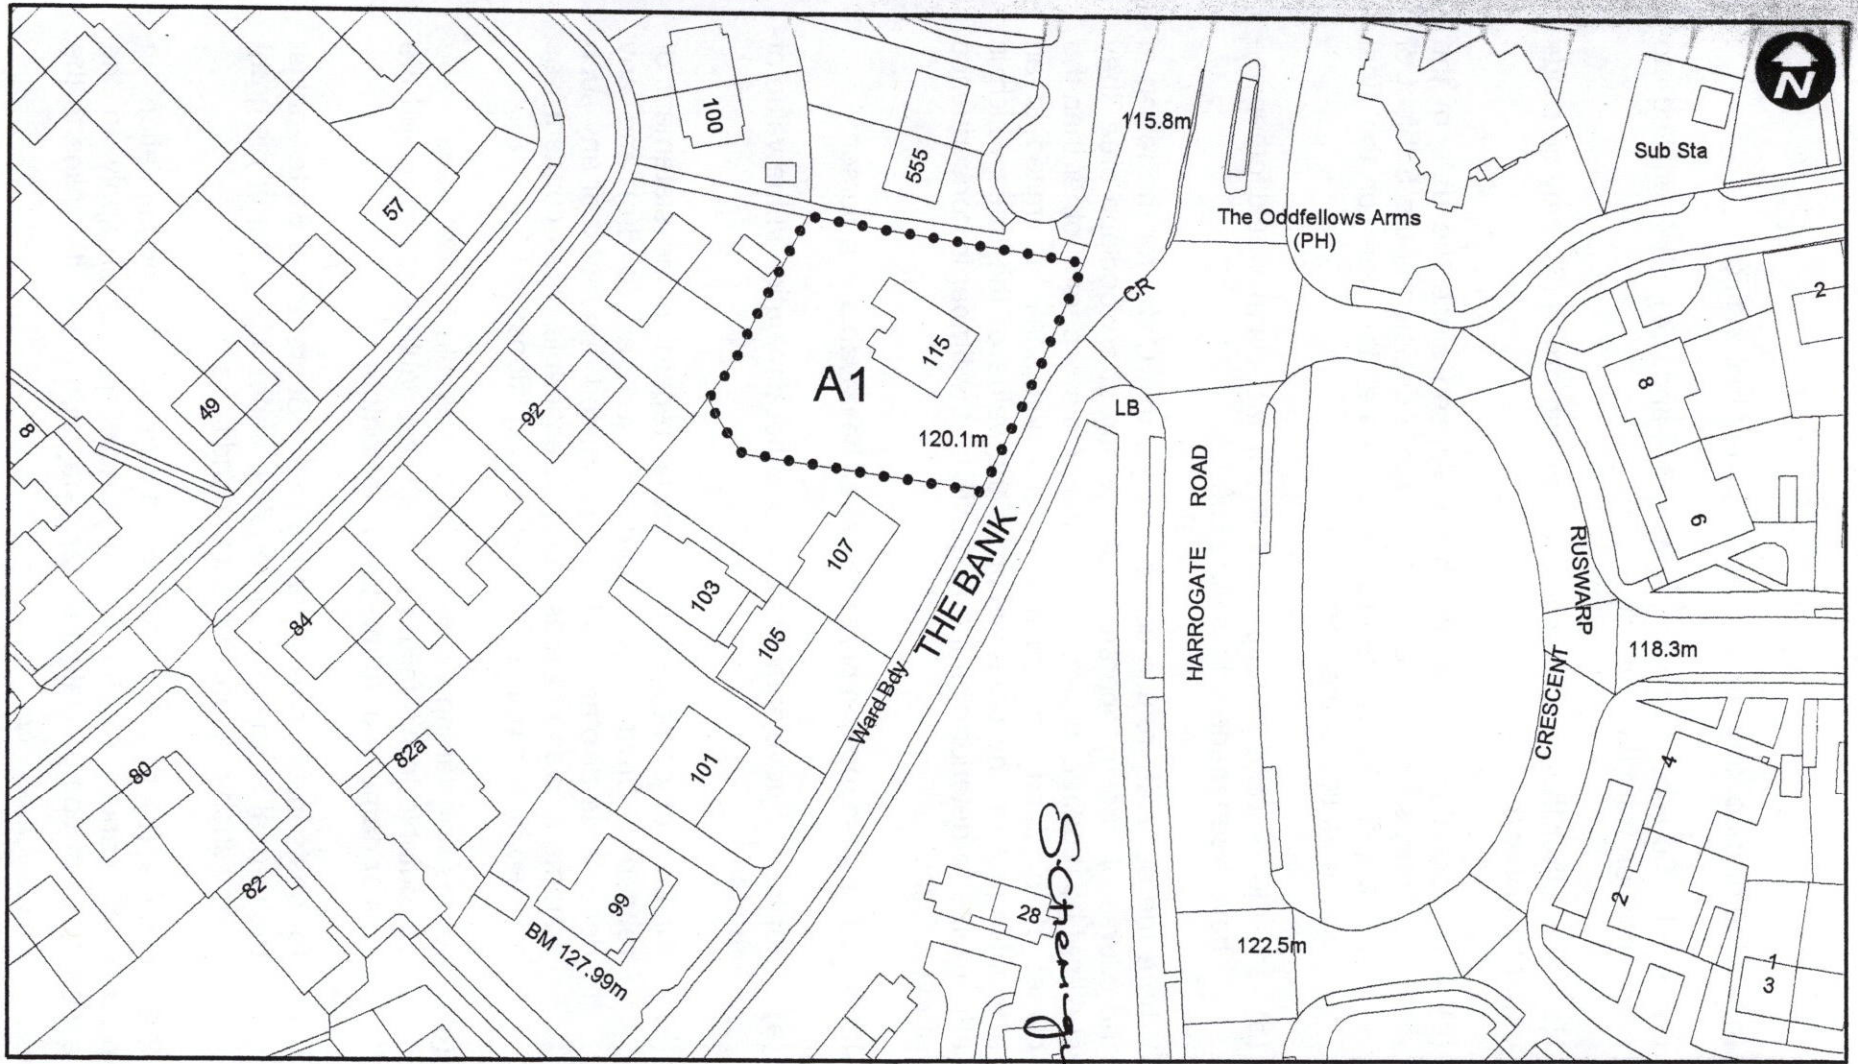 N
100
555
115.8m
Sub Sta
57
The Oddfellows Arms
(PH)
CR
2
115
A1
8
49
8
92
LB
120.1m
HARROGATE ROAD
6
THE BANK
107
RUSWARP
CRESCENT
103
84
105
118.3m
Ward Bdy
101
82a
80
4
82
99
28
2
BM 127.99m
122.5m
1
3